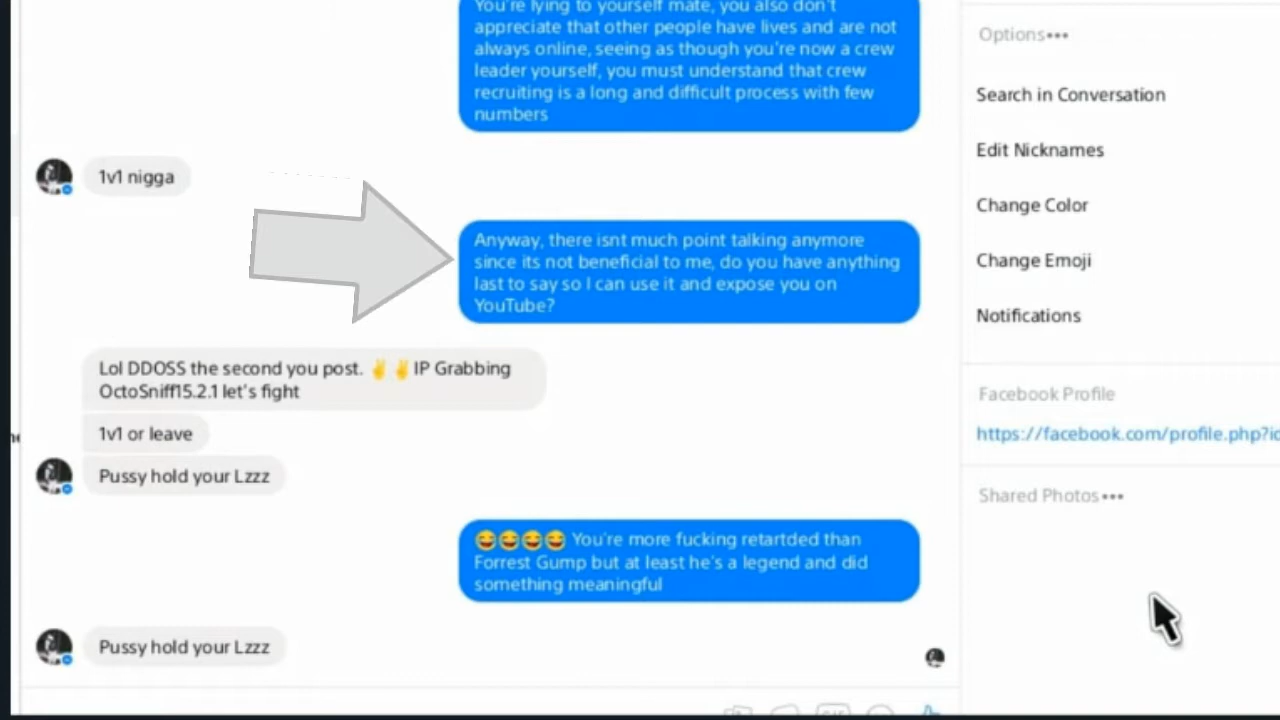 You're lying to yourself mate, you also don't
appreciate that other people have lives and are not
always online, seeing as though you're now a crew
leader yourself, you must understand that crew
recruiting is a long and difficult process with few
numbers
1v1 nigga
Anyway, there isnt much point talking anymore
since its not beneficial to me, do you have anything
last to say so I can use it and expose you on
YouTube?
Lol DDOSS the second you post. ✌️✌️IP Grabbing
OctoSniff15.2.1 let's fight
1v1 or leave
Pussy hold your Lzzz
😂😂😂😂 You're more fucking retartded than
Forrest Gump but at least he's a legend and did
something meaningful
Pussy hold your Lzzz
Options•••
Search in Conversation
Edit Nicknames
Change Color
Change Emoji
Notifications
Facebook Profile
https://facebook.com/profile.php?id
Shared Photos•••